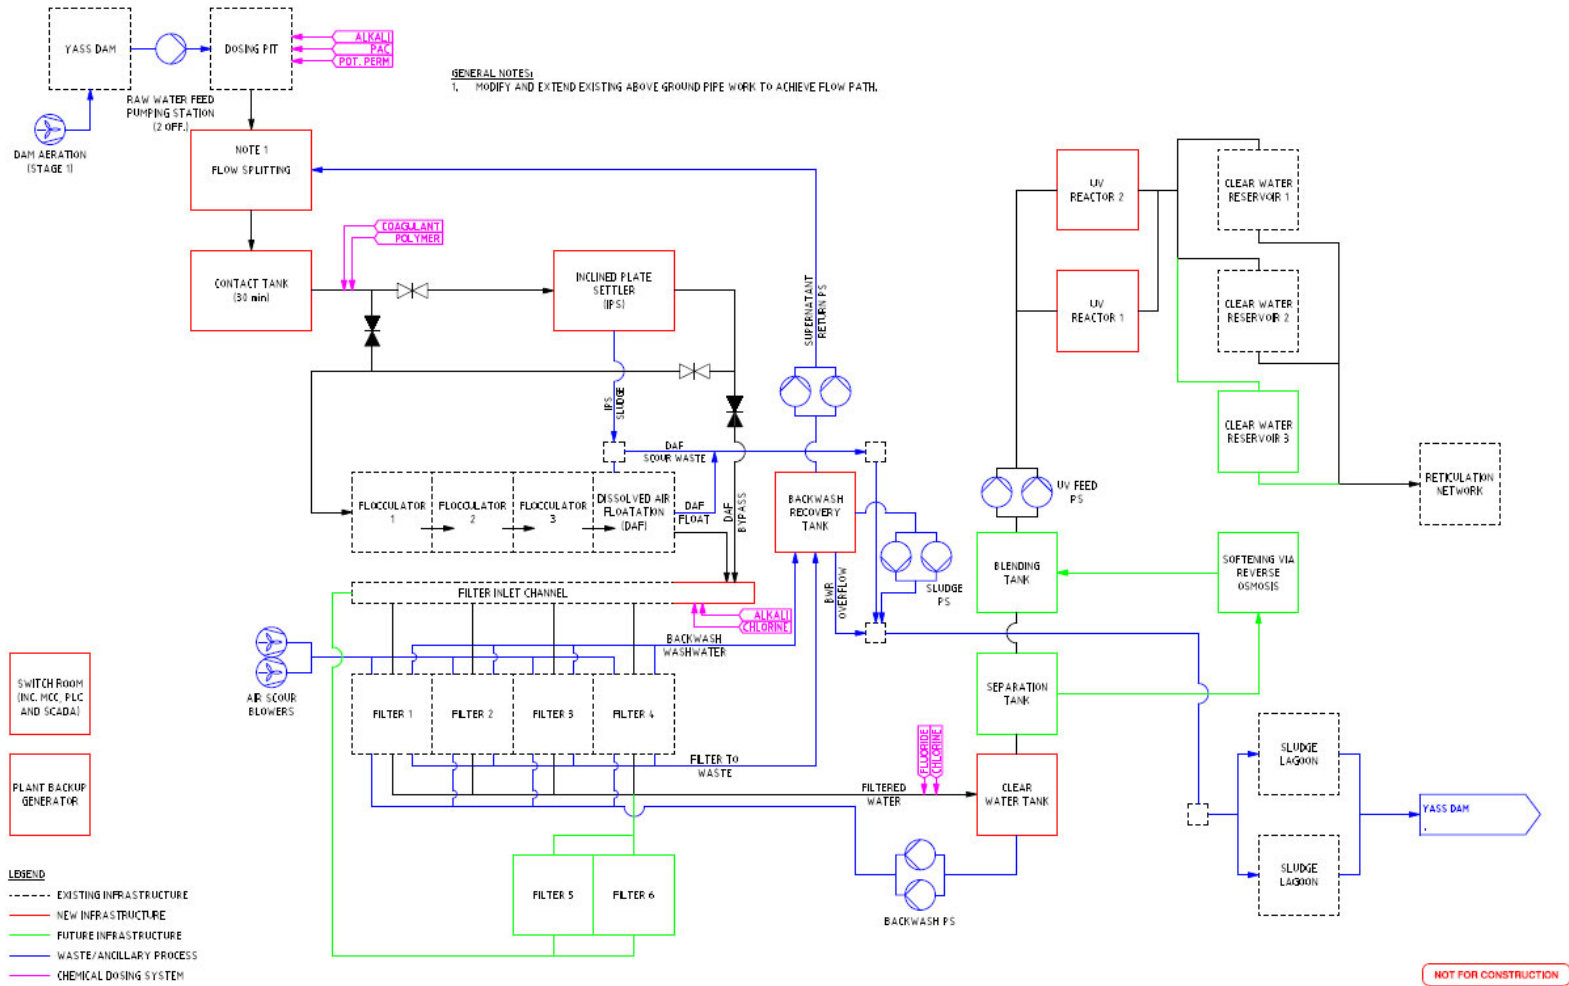 YASS DAM
DOSING PIT
ALKALI
PAC
POT. PERM
RAW WATER FEED
PUMPING STATION
(2 OFF.)
DAM AERATION
(STAGE 1)
GENERAL NOTES:
1. MODIFY AND EXTEND EXISTING ABOVE GROUND PIPE WORK TO ACHIEVE FLOW PATH.
NOTE 1
FLOW SPLITTING
COAGULANT
POLYMER
CONTACT TANK
(30 min)
INCLINED PLATE
SETTLER
(IPS)
SUPERNATANT
RETURN PS
UV
REACTOR 2
UV
REACTOR 1
CLEAR WATER
RESERVOIR 1
CLEAR WATER
RESERVOIR 2
CLEAR WATER
RESERVOIR 3
RETICULATION
NETWORK
IPS
SLUDGE
DAF
SCOUR WASTE
FLOCCULATOR
1
FLOCCULATOR
2
FLOCCULATOR
3
DISSOLVED AIR
FLOATATION
(DAF)
DAF
FLOAT
DAF
BYPASS
BACKWASH
RECOVERY
TANK
UV FEED
PS
SLUDGE
PS
BWR
OVERFLOW
BLENDING
TANK
SOFTENING VIA
REVERSE
OSMOSIS
FILTER INLET CHANNEL
ALKALI
CHLORINE
BACKWASH
WASHWATER
AIR SCOUR
BLOWERS
FILTER 1
FILTER 2
FILTER 3
FILTER 4
FILTER TO
WASTE
SEPARATION
TANK
FLUORIDE
CHLORINE
FILTERED
WATER
CLEAR
WATER TANK
SLUDGE
LAGOON
SLUDGE
LAGOON
YASS DAM
.
SWITCH ROOM
(INC. MCC, PLC
AND SCADA)
PLANT BACKUP
GENERATOR
FILTER 5
FILTER 6
BACKWASH PS
LEGEND
EXISTING INFRASTRUCTURE
NEW INFRASTRUCTURE
FUTURE INFRASTRUCTURE
WASTE/ANCILLARY PROCESS
CHEMICAL DOSING SYSTEM
NOT FOR CONSTRUCTION